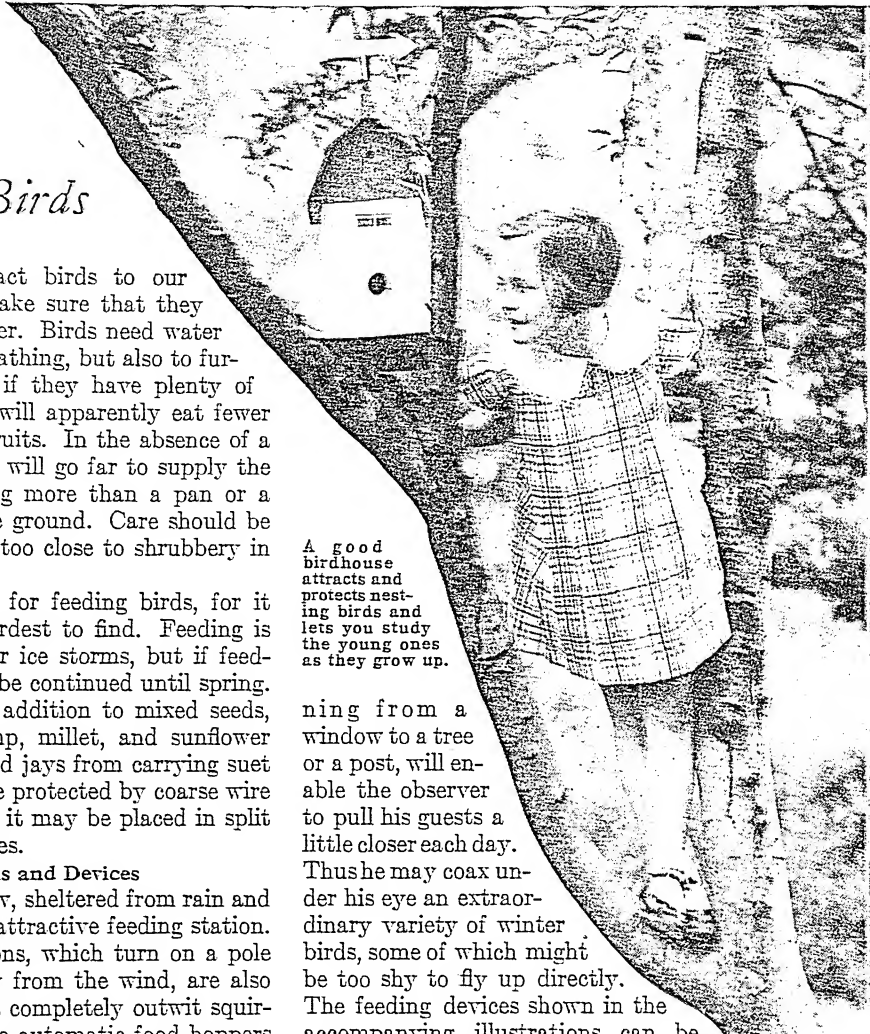 Birds
act birds to our
ake sure that they
er. Birds need water
athing, but also to fur-
if they have plenty of
will apparently eat fewer
uits. In the absence of a
will go far to supply the
g more than a pan or a
e ground. Care should be
too close to shrubbery in
for feeding birds, for it
rdest to find. Feeding is
r ice storms, but if feed-
be continued until spring.
addition to mixed seeds,
mp, millet, and sunflower
d jays from carrying suet
e protected by coarse wire
it may be placed in split
es.
s and Devices
w, sheltered from rain and
attractive feeding station.
ons, which turn on a pole
y from the wind, are also
completely outwit squir-
automatic food hoppers
A good
birdhouse
attracts and
protects nest-
ing birds and
lets you study
the young ones
as they grow up.
ning from a
window to a tree
or a post, will en-
able the observer
to pull his guests a
little closer each day.
Thus he may coax un-
der his eye an extraor-
dinary variety of winter
birds, some of which might
be too shy to fly up directly.
The feeding devices shown in the
accompanying illustrations can be